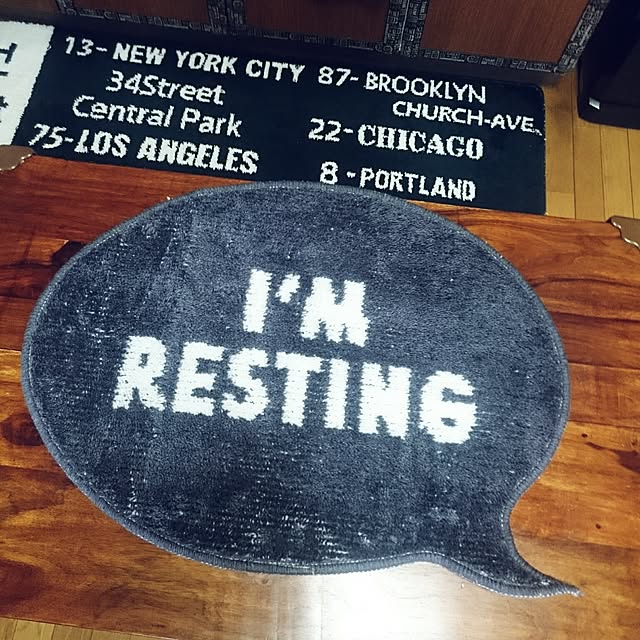 13- NEW YORK CITY
34Street
Central Park
75-LOS ANGELES
87- BROOKLYN
CHURCH-AVE.
22-CHICAGO
8 -PORTLAND
I'M
RESTING